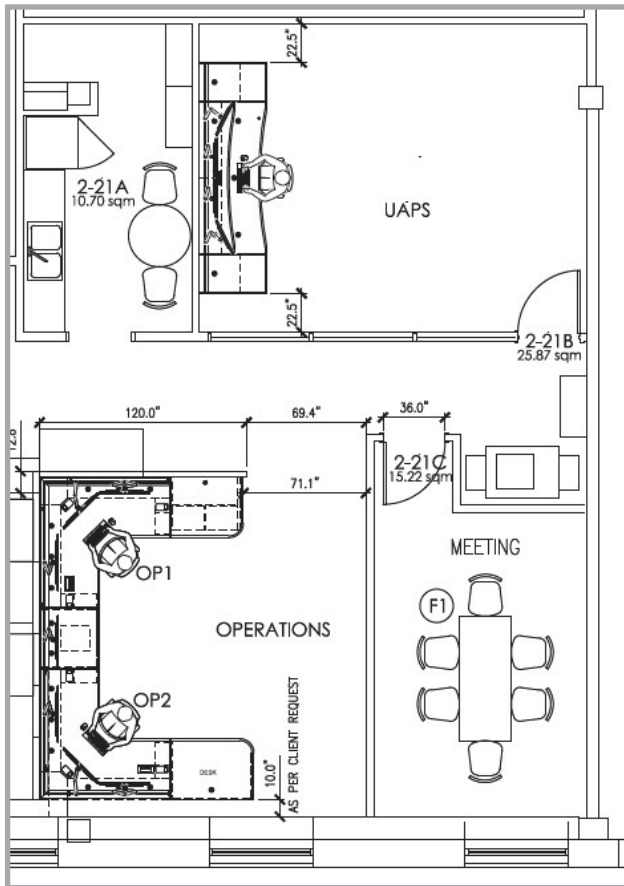 22.5"
2-21A
10.70 sqm
UAPS
22.5"
2-21B
25.87 sqm
120.0"
69.4"
36.0"
12.8
2-21C
15.22 sqm
71.1"
MEETING
OP1
F1
OPERATIONS
OP2
DESK
10.0"
AS PER CLIENT REQUEST